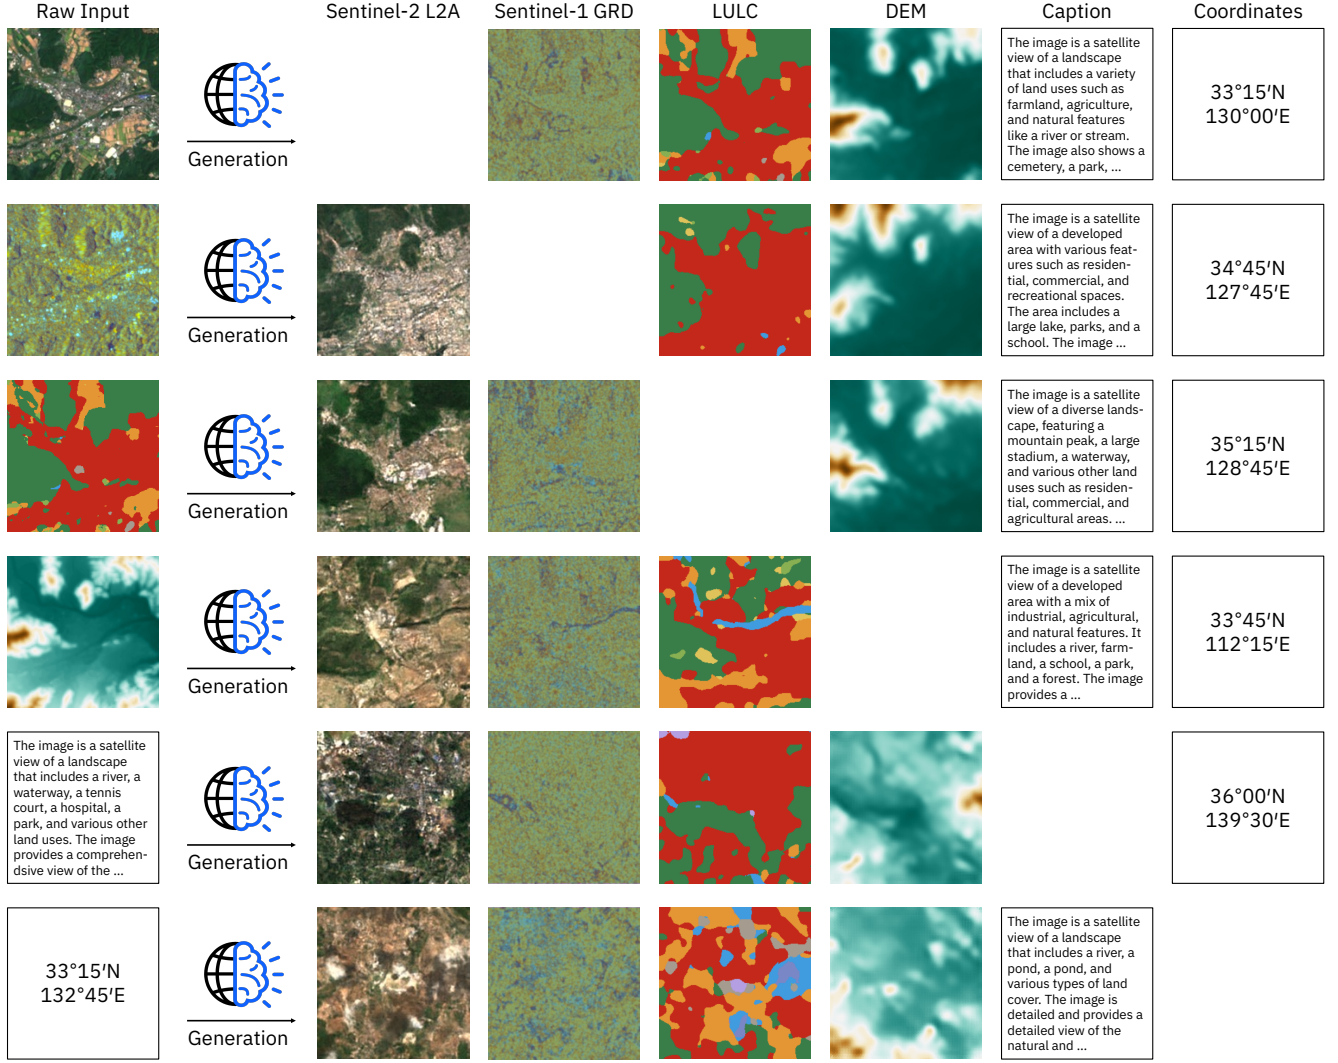 Raw Input
Sentinel-2 L2A
Sentinel-1 GRD
LULC
DEM
Caption
Coordinates
Generation
The image is a satellite
view of a landscape
that includes a variety
of land uses such as
farmland, agriculture,
and natural features
like a river or stream.
The image also shows a
cemetery, a park, ...
33°15′N
130°00′E
Generation
The image is a satellite
view of a developed
area with various feat-
ures such as residen-
tial, commercial, and
recreational spaces.
The area includes a
large lake, parks, and a
school. The image ...
34°45′N
127°45′E
Generation
The image is a satellite
view of a diverse lands-
cape, featuring a
mountain peak, a large
stadium, a waterway,
and various other land
uses such as residen-
tial, commercial, and
agricultural areas. ...
35°15′N
128°45′E
Generation
The image is a satellite
view of a developed
area with a mix of
industrial, agricultural,
and natural features. It
includes a river, farm-
land, a school, a park,
and a forest. The image
provides a ...
33°45′N
112°15′E
The image is a satellite
view of a landscape
that includes a river, a
waterway, a tennis
court, a hospital, a
park, and various other
land uses. The image
provides a comprehen-
dsive view of the ...
Generation
36°00′N
139°30′E
33°15′N
132°45′E
Generation
The image is a satellite
view of a landscape
that includes a river, a
pond, a pond, and
various types of land
cover. The image is
detailed and provides a
detailed view of the
natural and ...